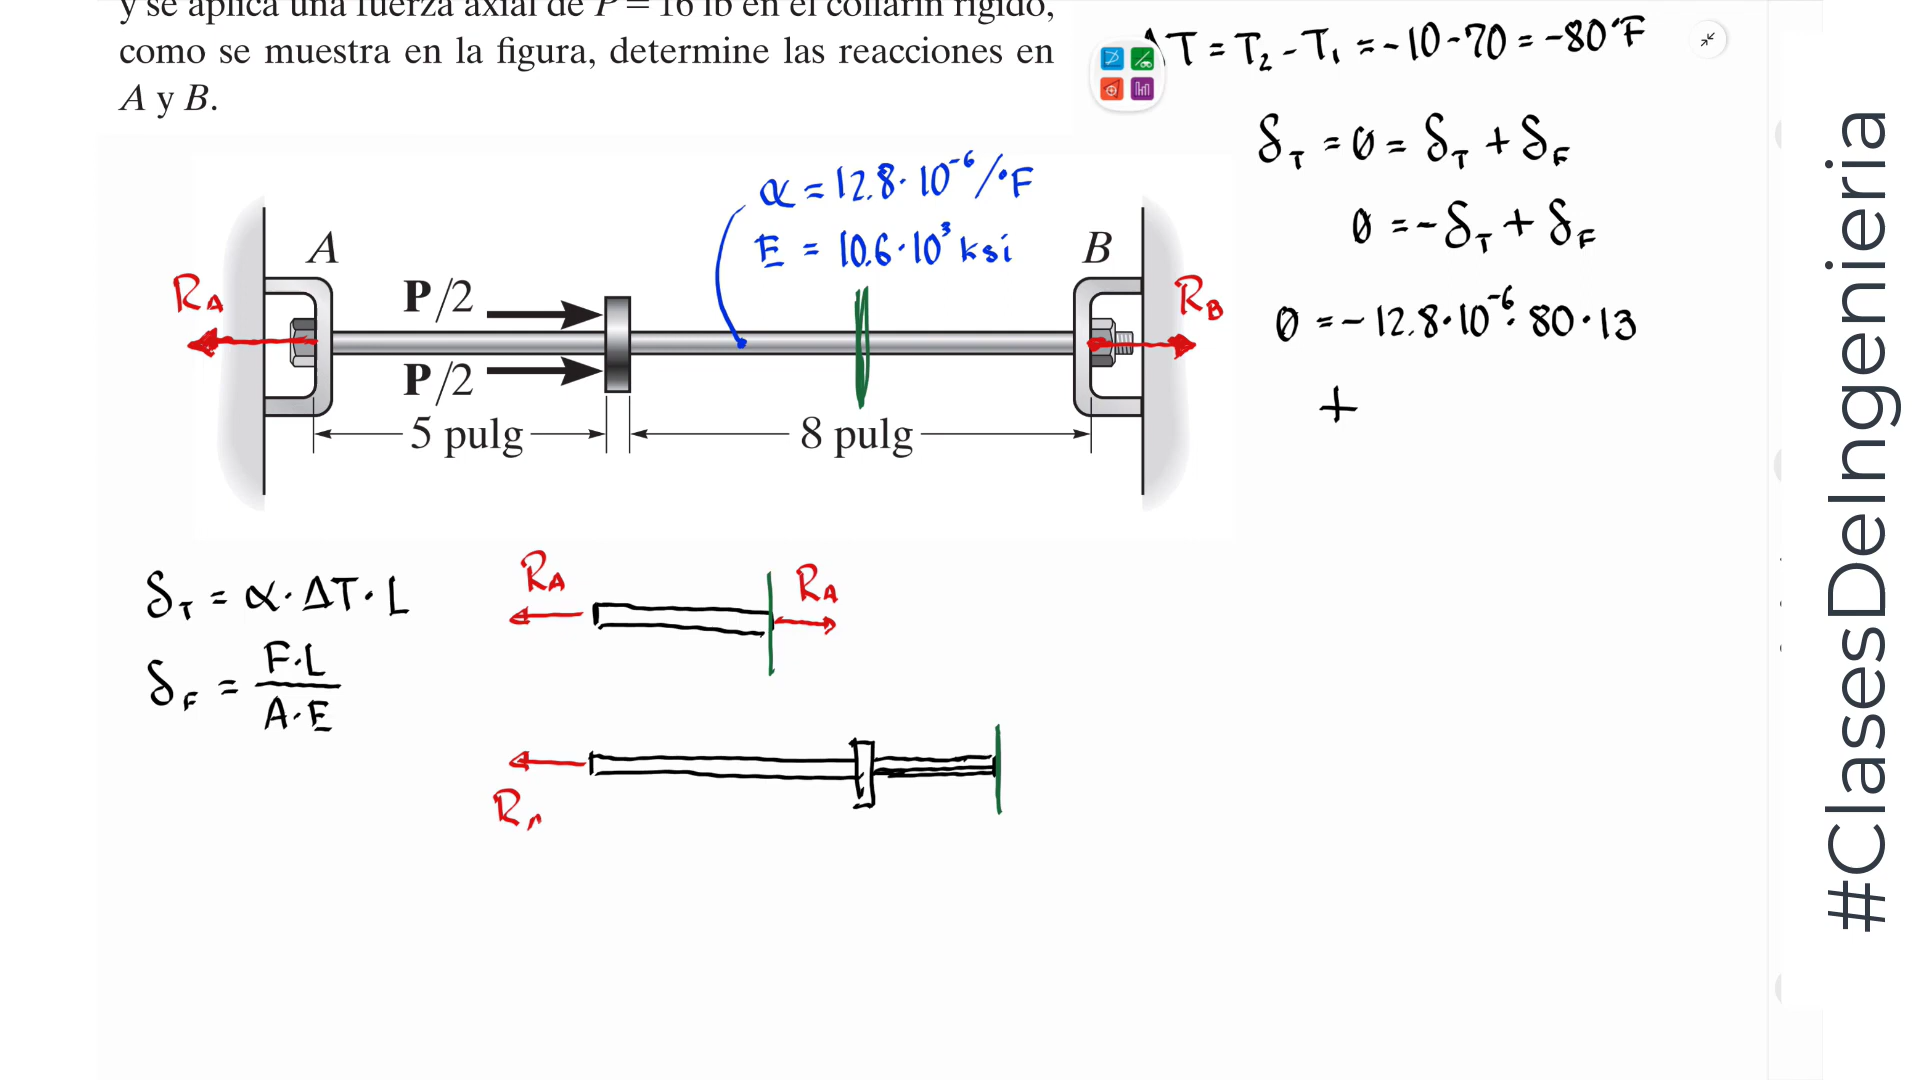 y se aplica una fuerza axial de P = 16 lb en el collarín rígido,
como se muestra en la figura, determine las reacciones en
A y B.
ΔT = T₂ - T₁ = -10 - 70 = -80°F
δT = 0 = δT + δF
0 = -δT + δF
0 = - 12.8·10⁻⁶·80·13
+
α = 12.8·10⁻⁶/°F
E = 10.6·10³ ksi
A
B
RA
RB
P/2
P/2
5 pulg
8 pulg
δT = α·ΔT·L
δF = F·L / A·E
RA
RA
R
#ClasesDeIngenieria